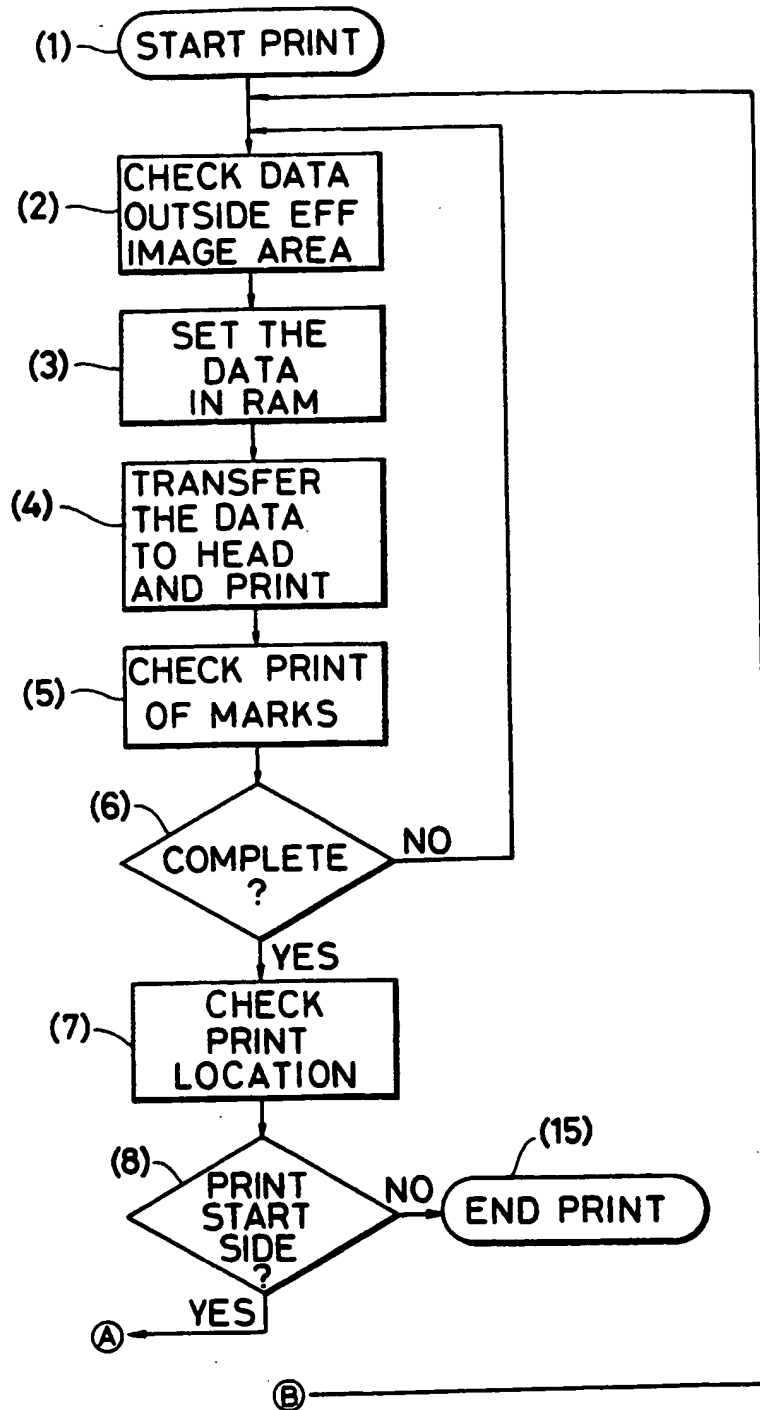 (1)
START PRINT
(2)
CHECK DATA
OUTSIDE EFF
IMAGE AREA
(3)
SET THE
DATA
IN RAM
(4)
TRANSFER
THE DATA
TO HEAD
AND PRINT
(5)
CHECK PRINT
OF MARKS
(6)
COMPLETE
?
NO
YES
(7)
CHECK
PRINT
LOCATION
(8)
PRINT
START
SIDE
?
NO
(15)
END PRINT
YES
A
B